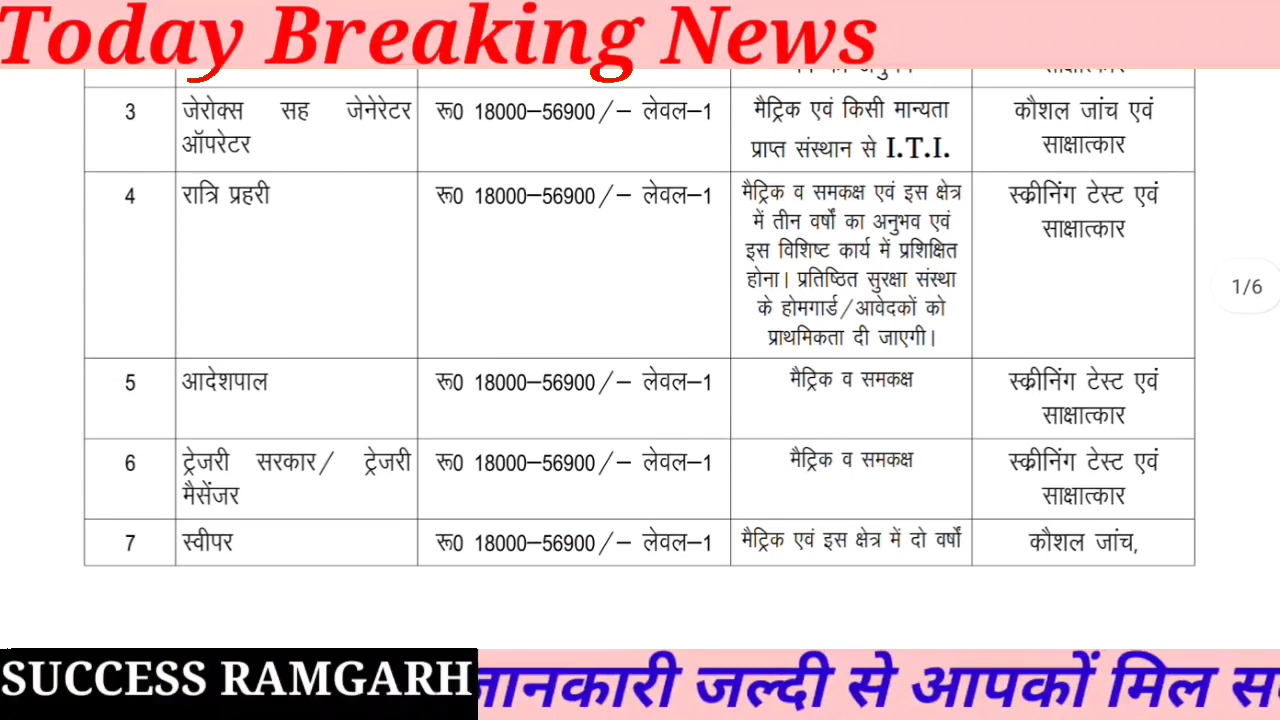 Today Breaking News
3 जेरोक्स सह जेनेरेटर रू0 18000–56900/– लेवल–1 मैट्रिक एवं किसी मान्यता कौशल जांच एवं
ऑपरेटर प्राप्त संस्थान से I.T.I. साक्षात्कार
4 रात्रि प्रहरी रू0 18000–56900/– लेवल–1 मैट्रिक व समकक्ष एवं इस क्षेत्र स्क्रीनिंग टेस्ट एवं
में तीन वर्षों का अनुभव एवं साक्षात्कार
इस विशिष्ट कार्य में प्रशिक्षित
होना। प्रतिष्ठित सुरक्षा संस्था
के होमगार्ड/आवेदकों को
प्राथमिकता दी जाएगी।
1/6
5 आदेशपाल रू0 18000–56900/– लेवल–1 मैट्रिक व समकक्ष स्क्रीनिंग टेस्ट एवं
साक्षात्कार
6 ट्रेजरी सरकार/ ट्रेजरी रू0 18000–56900/– लेवल–1 मैट्रिक व समकक्ष स्क्रीनिंग टेस्ट एवं
मैसेंजर साक्षात्कार
7 स्वीपर रू0 18000–56900/– लेवल–1 मैट्रिक एवं इस क्षेत्र में दो वर्षों कौशल जांच,
SUCCESS RAMGARH जानकारी जल्दी से आपकों मिल